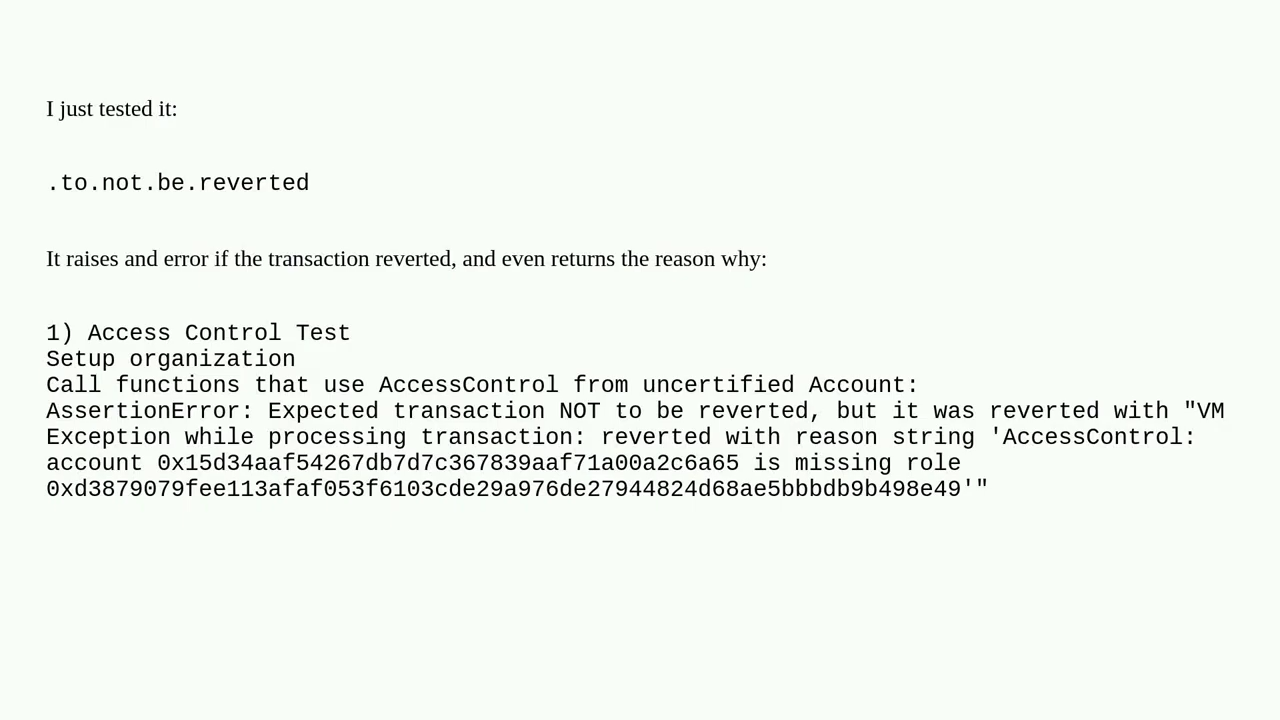 I just tested it:
.to.not.be.reverted
It raises and error if the transaction reverted, and even returns the reason why:
1) Access Control Test
Setup organization
Call functions that use AccessControl from uncertified Account:
AssertionError: Expected transaction NOT to be reverted, but it was reverted with "VM
Exception while processing transaction: reverted with reason string 'AccessControl:
account 0x15d34aaf54267db7d7c367839aaf71a00a2c6a65 is missing role
0xd3879079fee113afaf053f6103cde29a976de27944824d68ae5bbbdb9b498e49'"